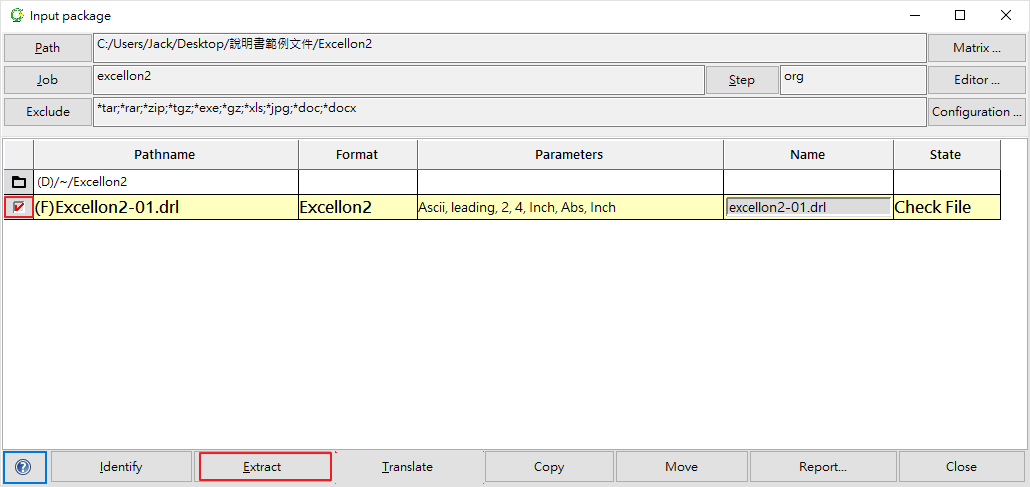 Input package
Path C:/Users/Jack/Desktop/說明書範例文件/Excellon2 Matrix ...
Job excellon2 Step org Editor ...
Exclude *tar;*rar;*zip;*tgz;*exe;*gz;*xls;*jpg;*doc;*docx Configuration ...
Pathname Format Parameters Name State
(D)/~/Excellon2
(F)Excellon2-01.drl Excellon2 Ascii, leading, 2, 4, Inch, Abs, Inch excellon2-01.drl Check File
? Identify Extract Translate Copy Move Report... Close